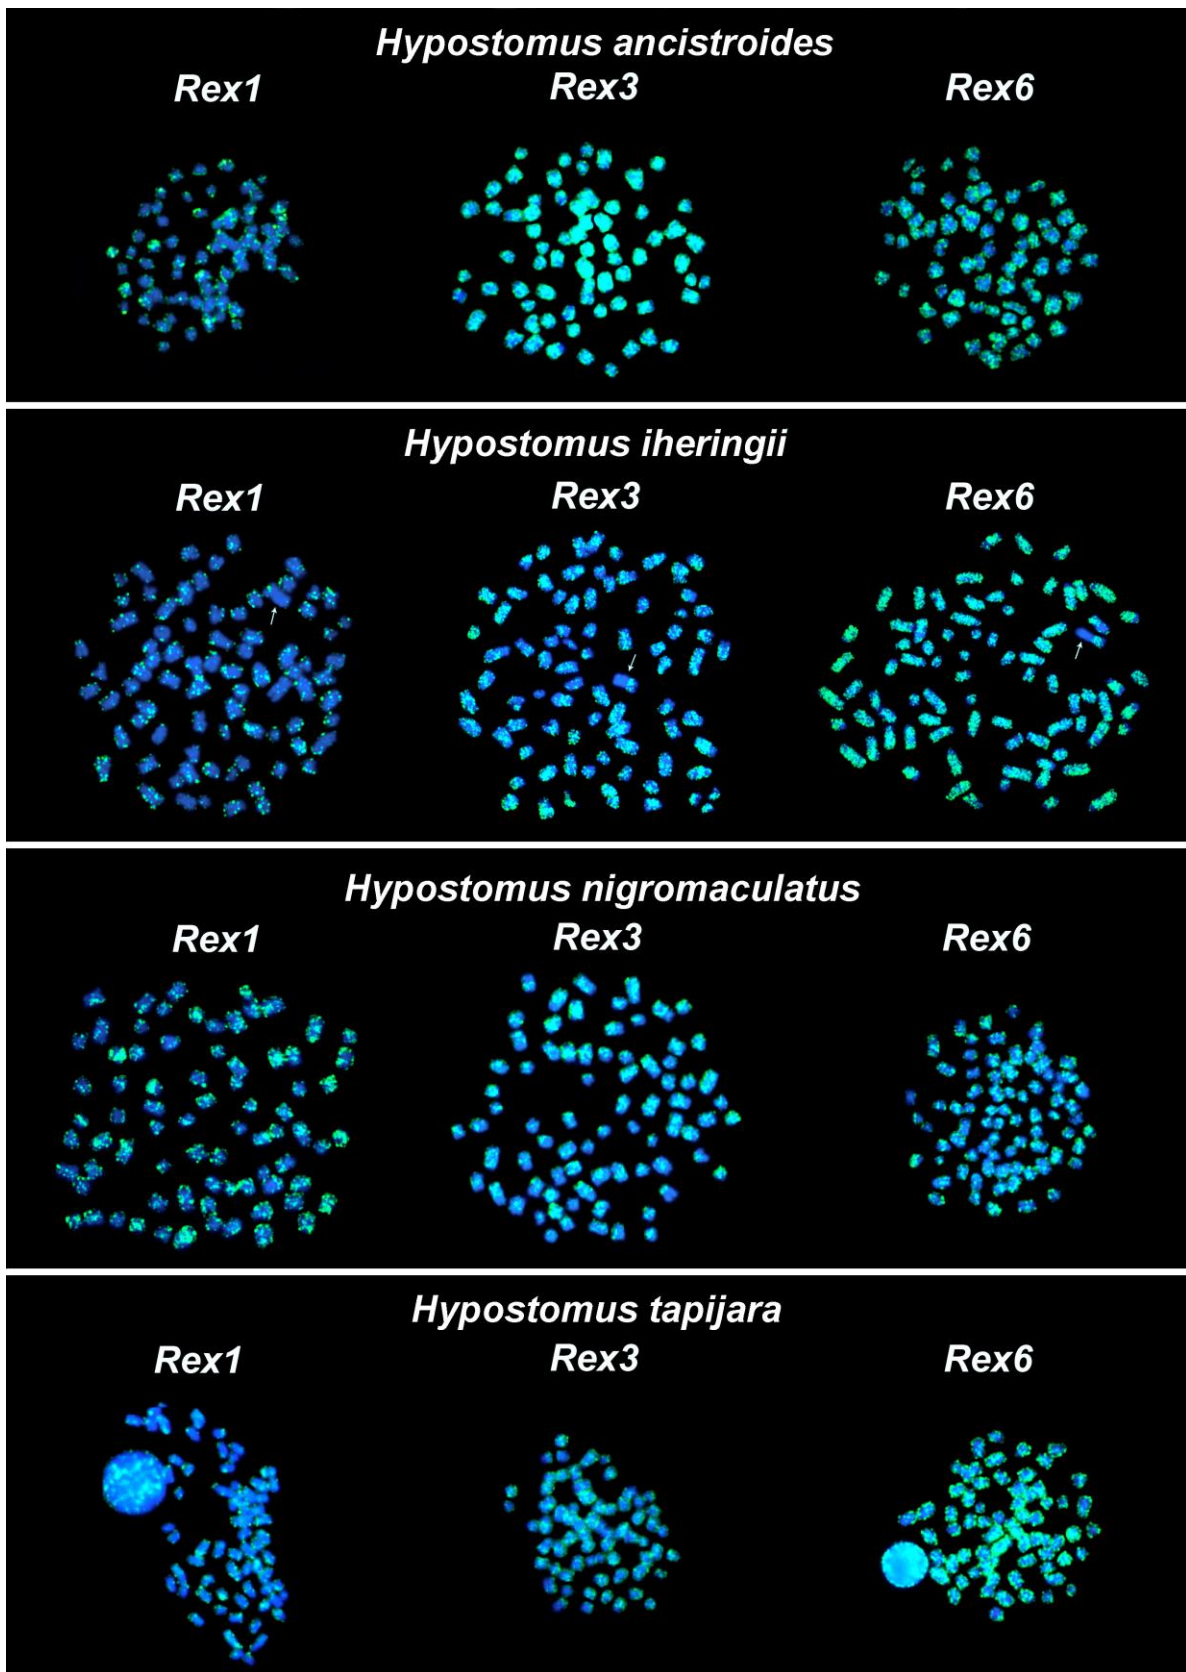 Hypostomus ancistroides
Rex1 Rex3 Rex6
Hypostomus iheringii
Rex1 Rex3 Rex6
Hypostomus nigromaculatus
Rex1 Rex3 Rex6
Hypostomus tapijara
Rex1 Rex3 Rex6